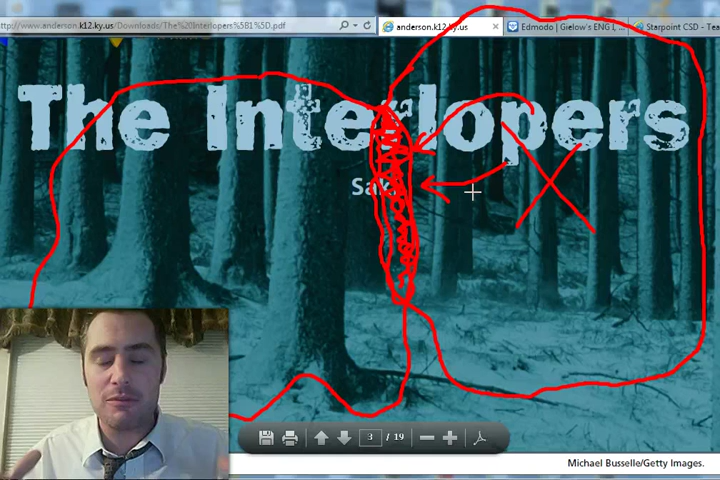 http://www.anderson.k12.ky.us/Downloads/The%20Interlopers%5B1%5D.pdf
anderson.k12.ky.us
Edmodo | Gielow's ENG I, ...
Starpoint CSD - Tea
The Interlopers
Saki
3 / 19
Michael Busselle/Getty Images.